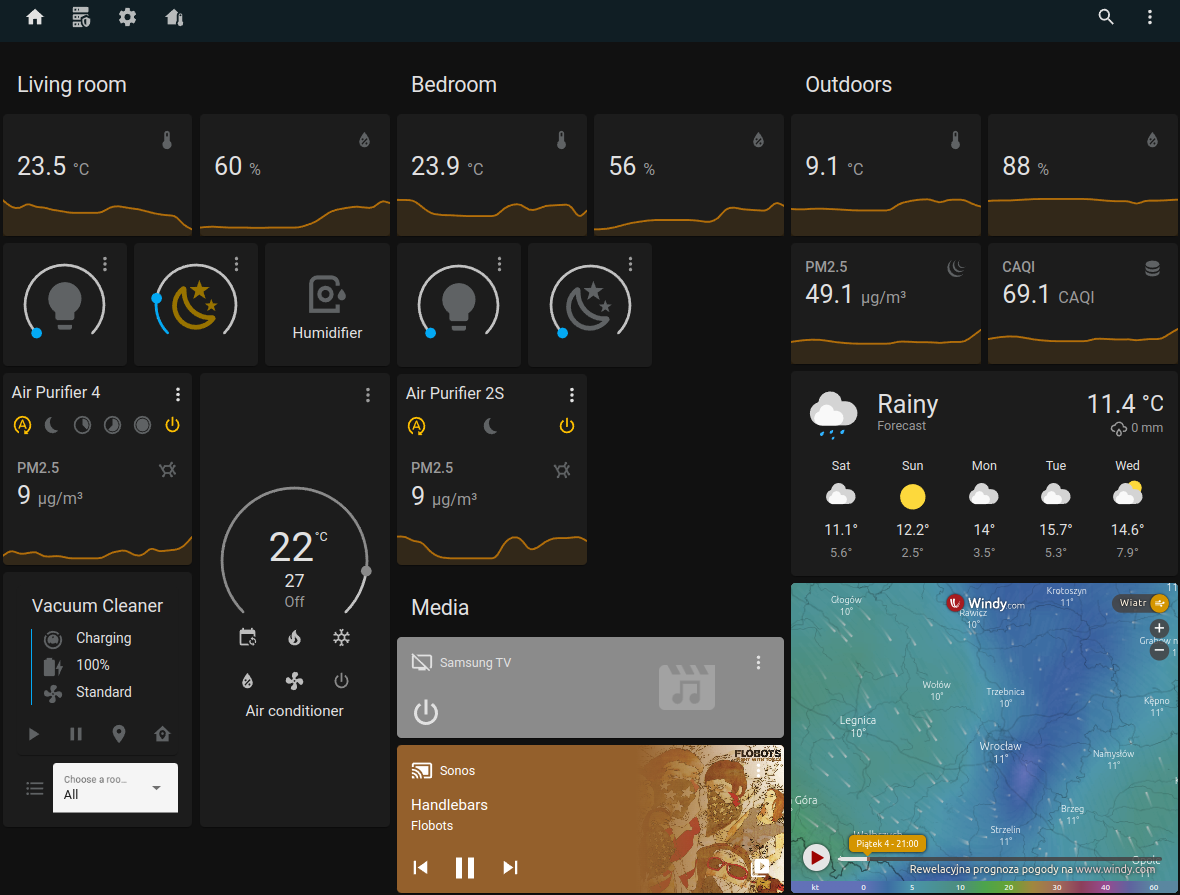 Living room
23.5 °C
60 %
Humidifier
Air Purifier 4
A
PM2.5
9 µg/m³
22 °C
27
Off
Air conditioner
Vacuum Cleaner
Charging
100%
Standard
Choose a roo...
All
Bedroom
23.9 °C
56 %
Air Purifier 2S
A
PM2.5
9 µg/m³
Media
Samsung TV
Sonos
Handlebars
Flobots
FLOBOTS
Outdoors
9.1 °C
88 %
PM2.5
49.1 µg/m³
CAQI
69.1 CAQI
Rainy
Forecast
11.4 °C
0 mm
Sat Sun Mon Tue Wed
11.1° 12.2° 14° 15.7° 14.6°
5.6° 2.5° 3.5° 5.3° 7.9°
Głogów
10°
Windy.com
Rawicz
10°
Krotoszyn
11°
11
Wiatr
+
−
Wołów
10°
Trzebnica
10°
Kępno
11°
Legnica
10°
Wrocław
11°
Namysłów
11°
Góra
Brzeg
11°
Strzelin
11°
Piątek 4 - 21:00
Opole
Rewelacyjna prognoza pogody na www.windy.com
kt 0 5 10 20 30 40 60